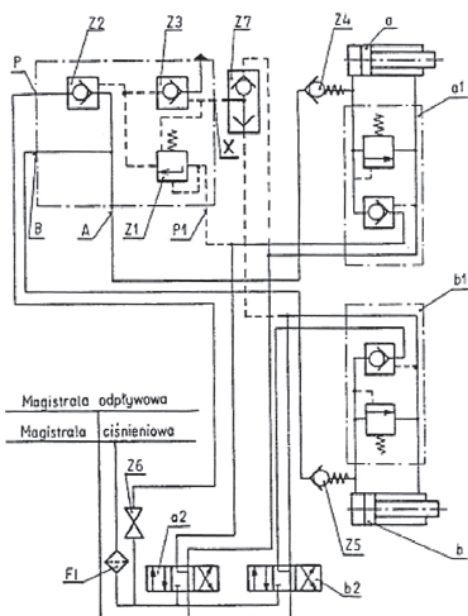 Z2
Z3
Z7
Z4
a
P
a1
X
B
A
Z1
P1
b1
Magistrala odpływowa
Magistrala ciśnieniowa
Z6
a2
Z5
b
F1
b2